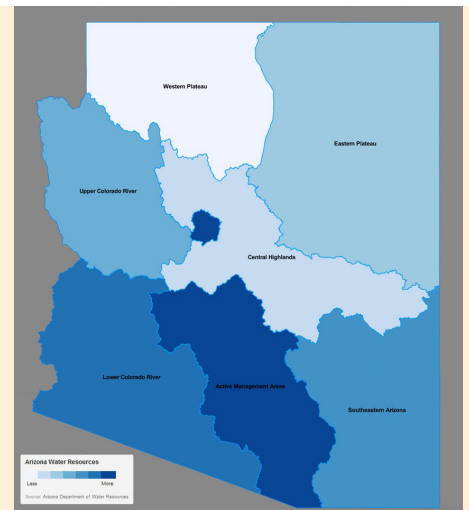 Western Plateau
Eastern Plateau
Upper Colorado River
Central Highlands
Lower Colorado River
Active Management Areas
Southeastern Arizona
Arizona Water Resources
Less More
Source: Arizona Department of Water Resources